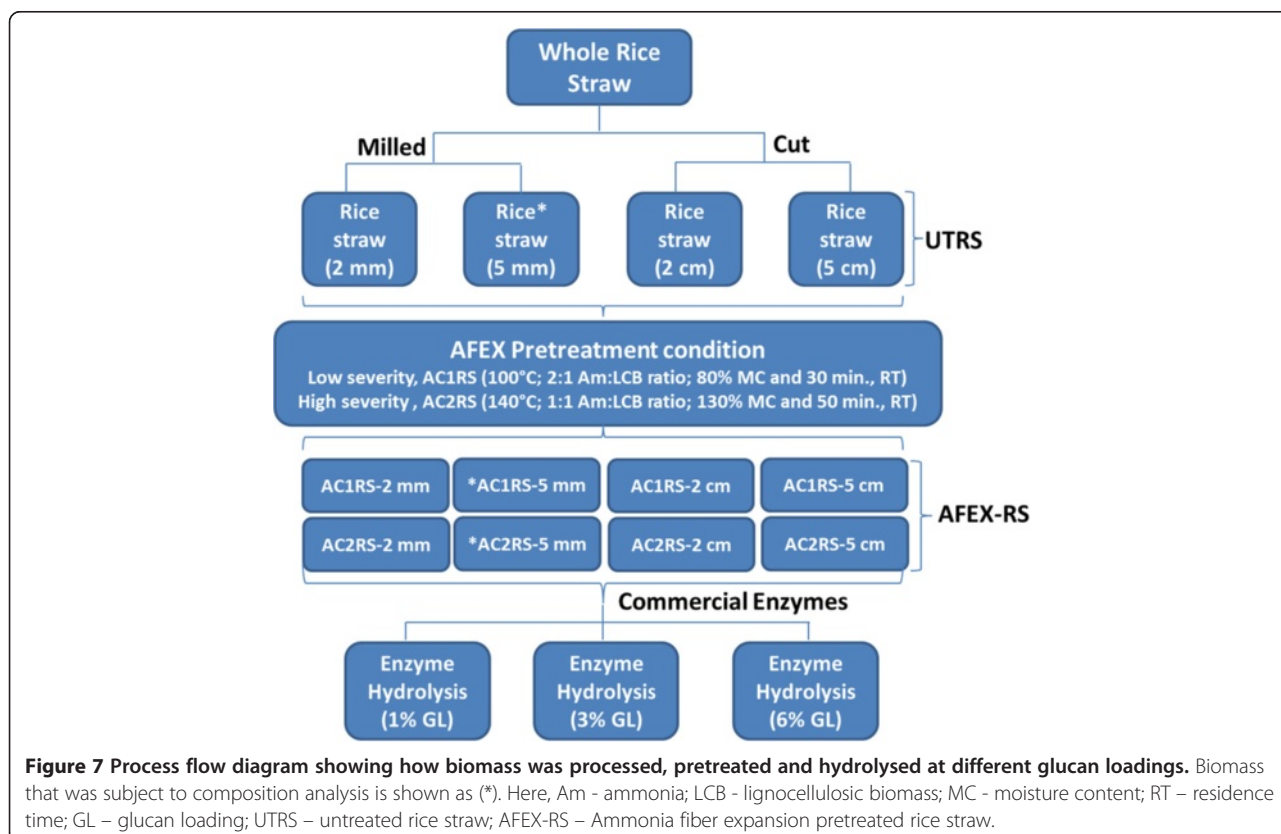 Whole Rice
Straw
Milled
Cut
Rice
straw
(2 mm)
Rice*
straw
(5 mm)
Rice
straw
(2 cm)
Rice
straw
(5 cm)
UTRS
AFEX Pretreatment condition
Low severity, AC1RS (100°C; 2:1 Am:LCB ratio; 80% MC and 30 min., RT)
High severity , AC2RS (140°C; 1:1 Am:LCB ratio; 130% MC and 50 min., RT)
AC1RS-2 mm
*AC1RS-5 mm
AC1RS-2 cm
AC1RS-5 cm
AC2RS-2 mm
*AC2RS-5 mm
AC2RS-2 cm
AC2RS-5 cm
AFEX-RS
Commercial Enzymes
Enzyme
Hydrolysis
(1% GL)
Enzyme
Hydrolysis
(3% GL)
Enzyme
Hydrolysis
(6% GL)
Figure 7 Process flow diagram showing how biomass was processed, pretreated and hydrolysed at different glucan loadings. Biomass
that was subject to composition analysis is shown as (*). Here, Am - ammonia; LCB - lignocellulosic biomass; MC - moisture content; RT – residence
time; GL – glucan loading; UTRS – untreated rice straw; AFEX-RS – Ammonia fiber expansion pretreated rice straw.